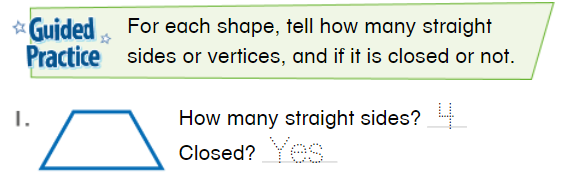 Guided Practice
For each shape, tell how many straight
sides or vertices, and if it is closed or not.
1.
How many straight sides? 4
Closed? Yes